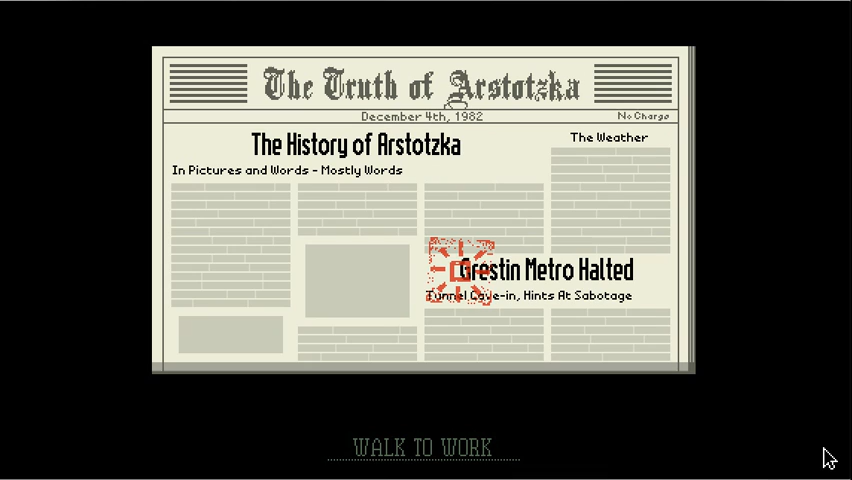 The Truth of Arstotzka
December 4th, 1982
No Charge
The History of Arstotzka
In Pictures and Words - Mostly Words
The Weather
Grestin Metro Halted
Tunnel Cave-in, Hints At Sabotage
WALK TO WORK